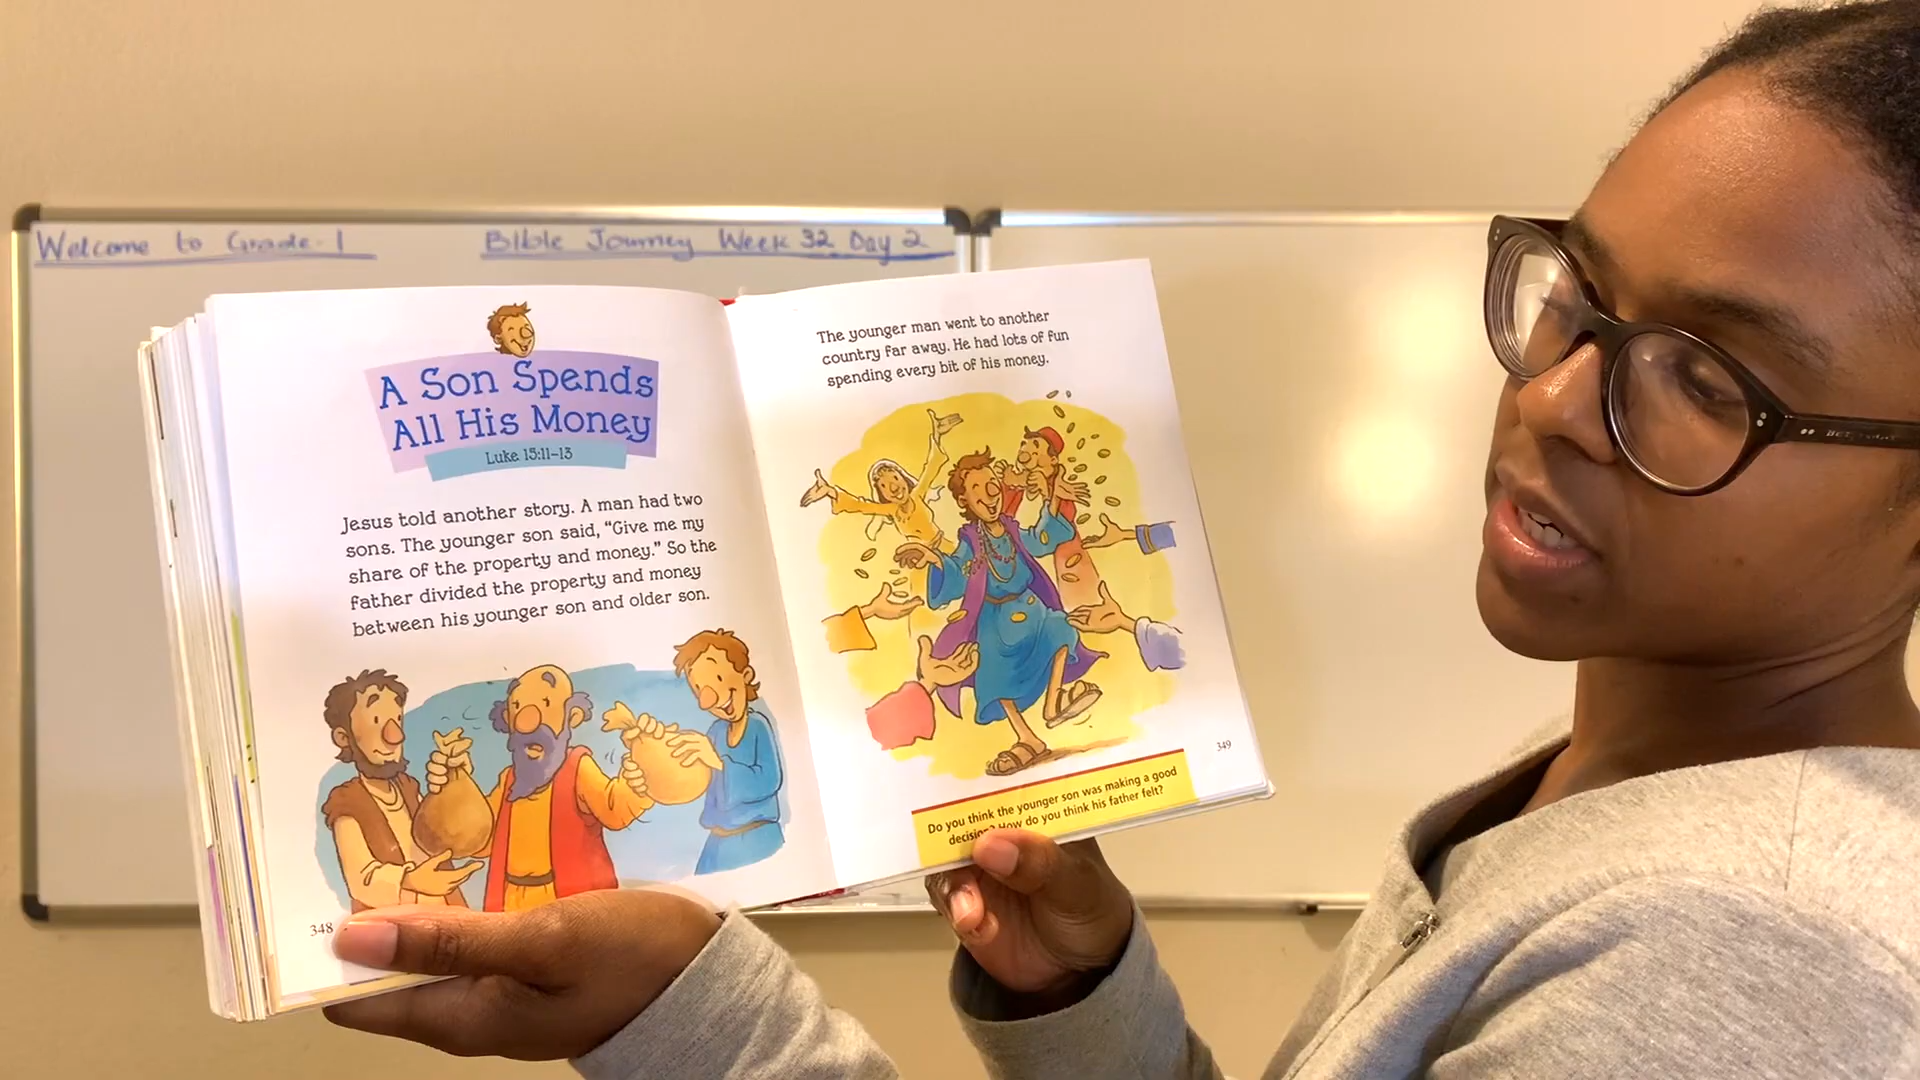 Welcome to Grade-1
Bible Journey Week 32 Day 2
A Son Spends
All His Money
Luke 15:11-13
Jesus told another story. A man had two
sons. The younger son said, “Give me my
share of the property and money.” So the
father divided the property and money
between his younger son and older son.
348
The younger man went to another
country far away. He had lots of fun
spending every bit of his money.
349
Do you think the younger son was making a good
decision? How do you think his father felt?